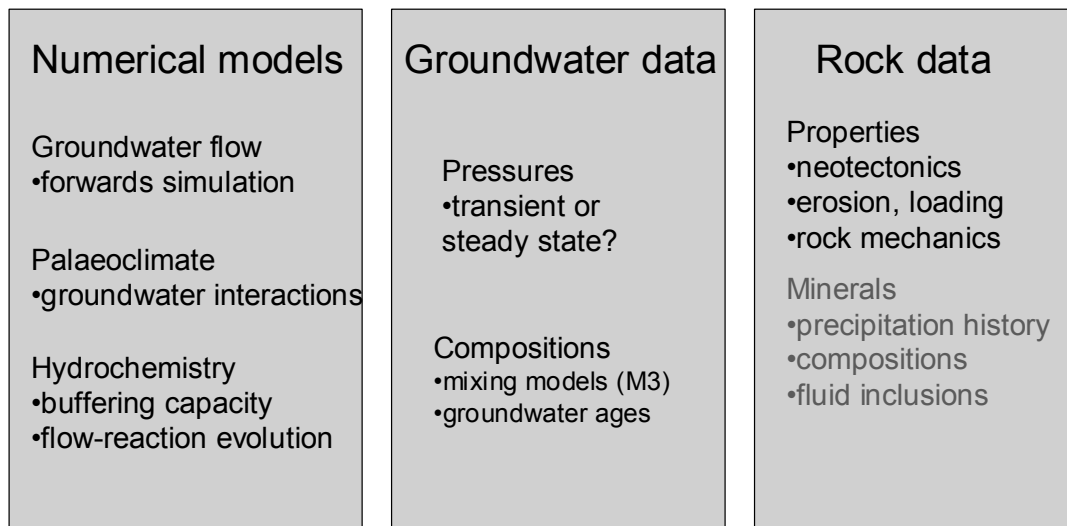 Numerical models
Groundwater flow
•forwards simulation
Palaeoclimate
•groundwater interactions
Hydrochemistry
•buffering capacity
•flow-reaction evolution
Groundwater data
Pressures
•transient or
steady state?
Compositions
•mixing models (M3)
•groundwater ages
Rock data
Properties
•neotectonics
•erosion, loading
•rock mechanics
Minerals
•precipitation history
•compositions
•fluid inclusions